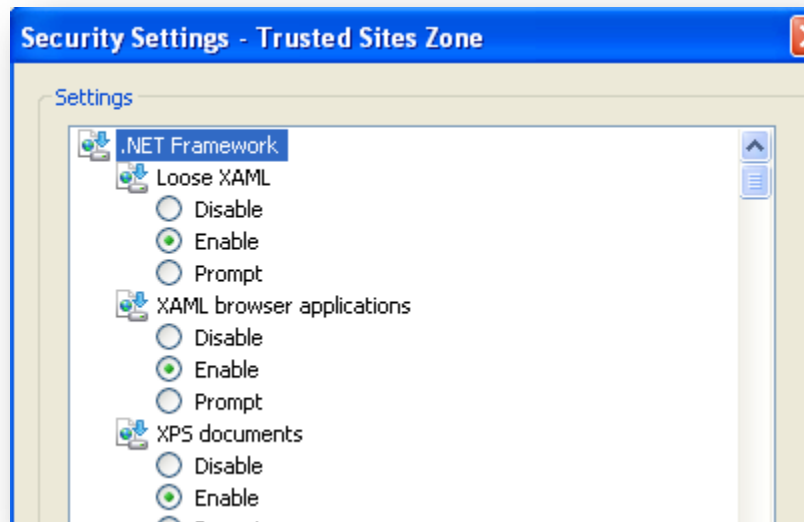 Security Settings - Trusted Sites Zone
Settings
.NET Framework
Loose XAML
Disable
Enable
Prompt
XAML browser applications
Disable
Enable
Prompt
XPS documents
Disable
Enable